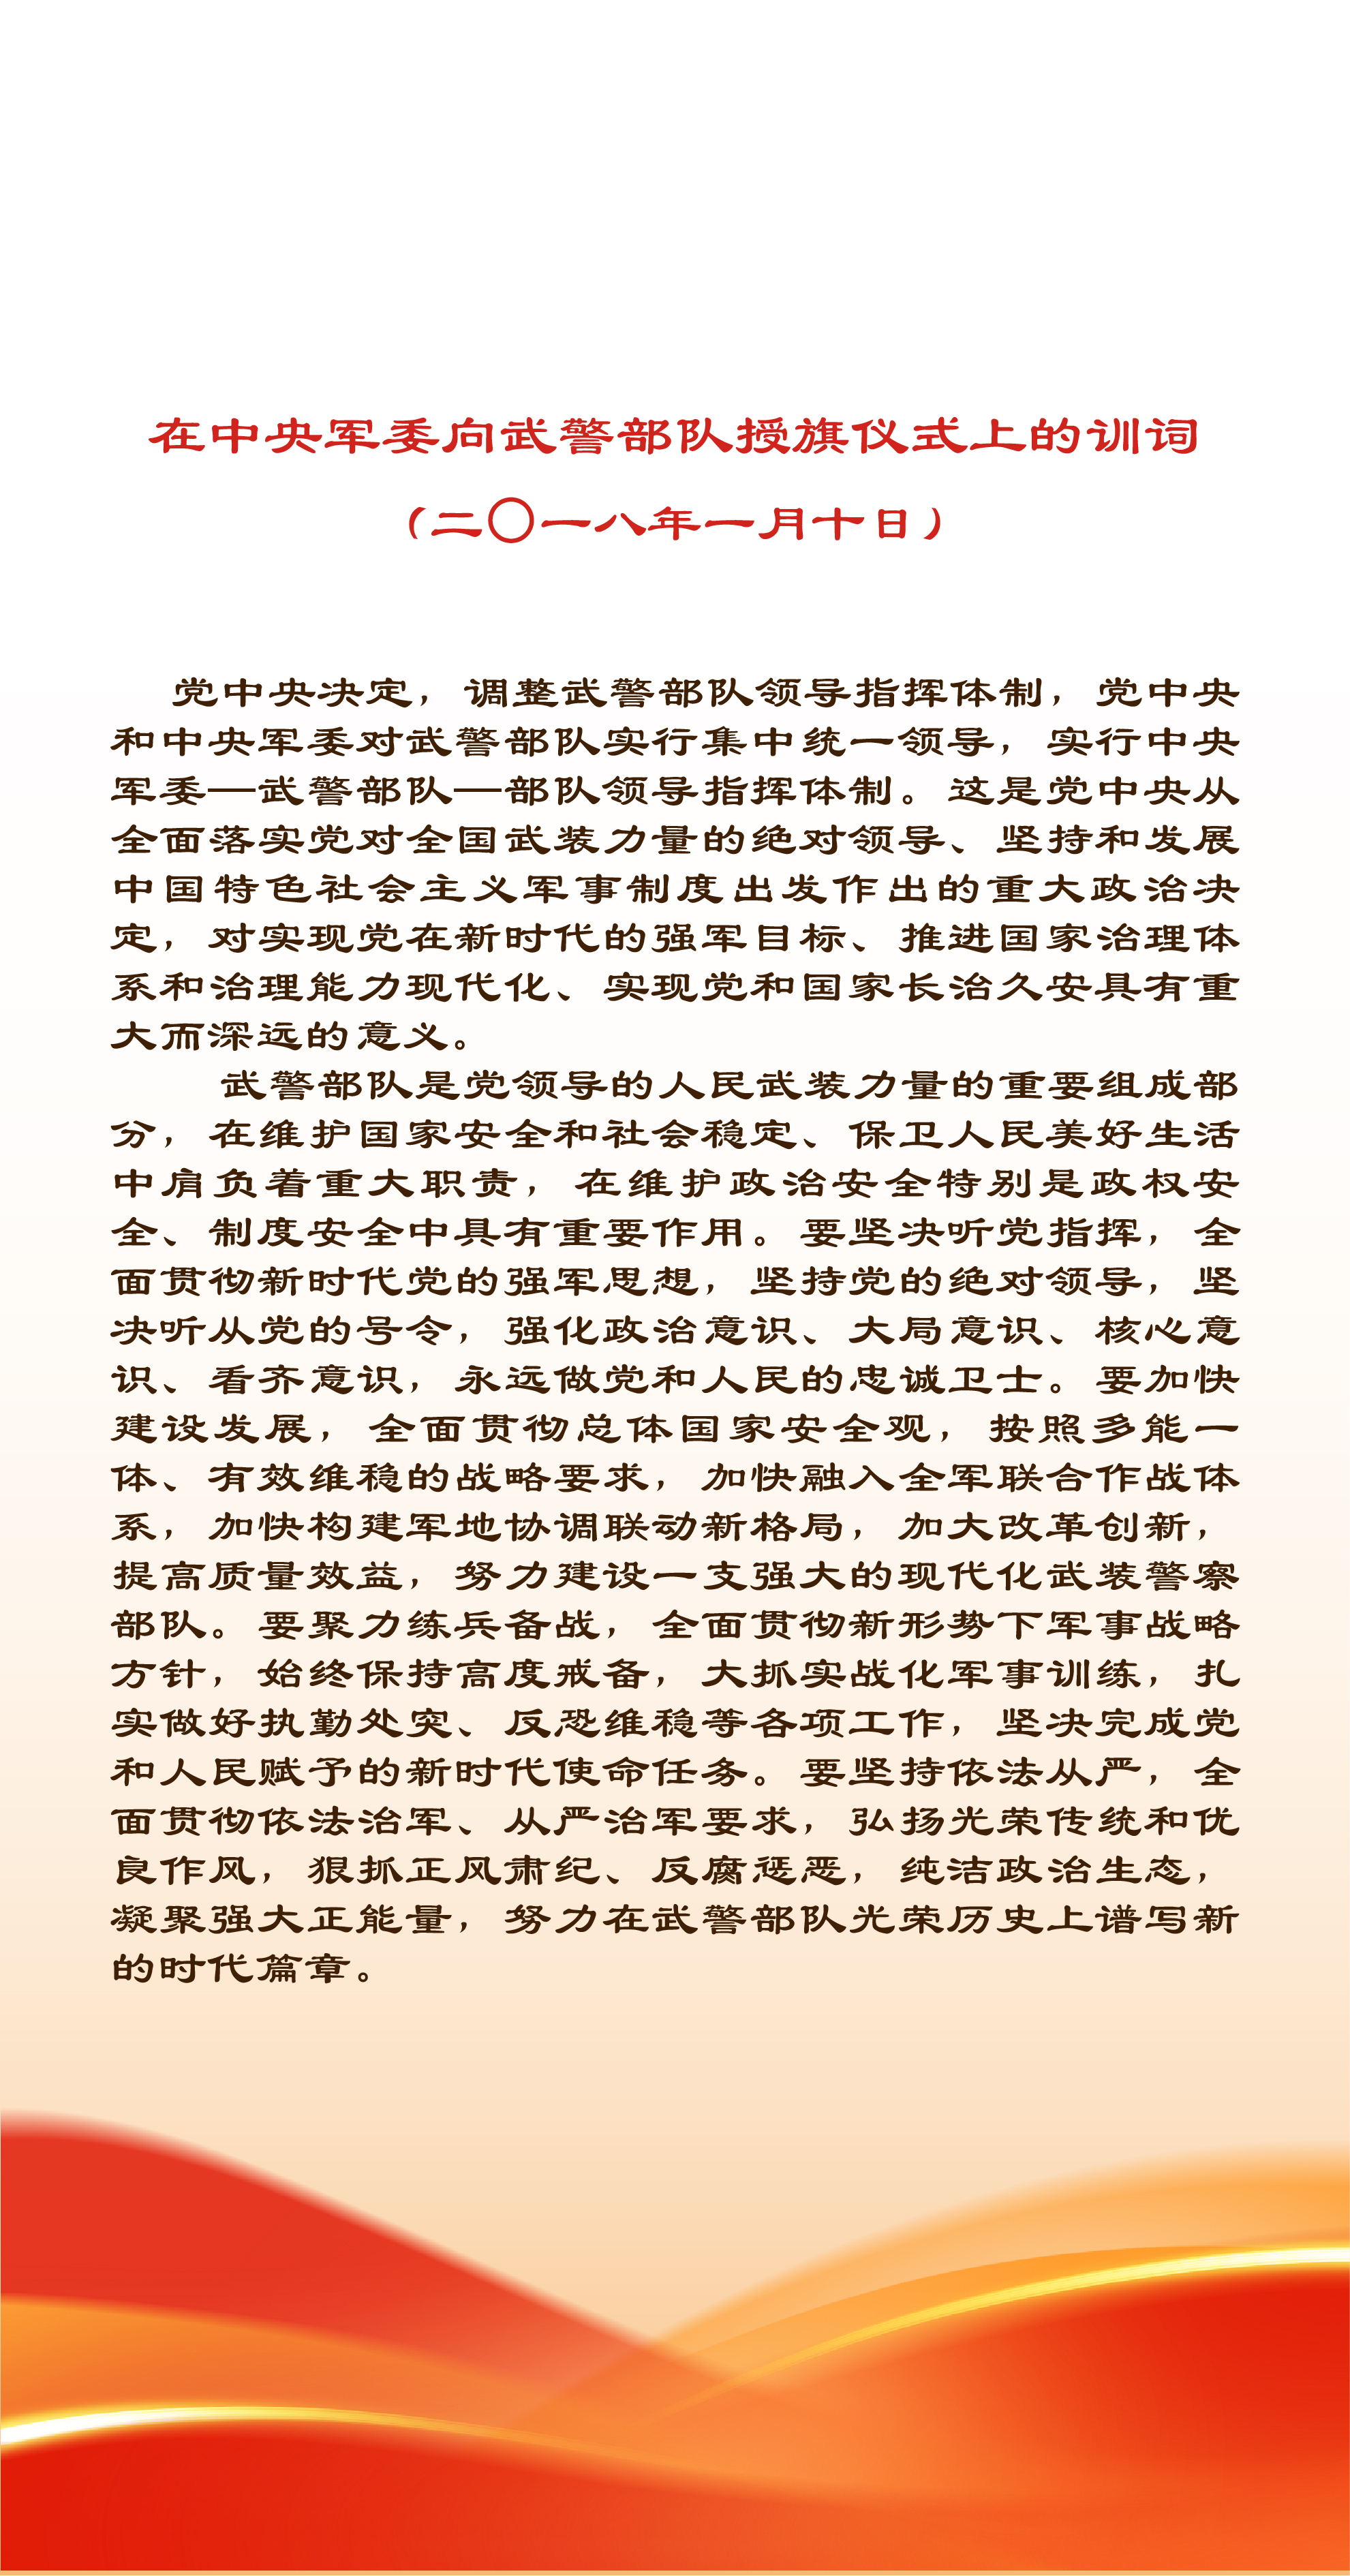 在中央军委向武警部队授旗仪式上的训词
（二〇一八年一月十日）
党中央决定，调整武警部队领导指挥体制，党中央
和中央军委对武警部队实行集中统一领导，实行中央
军委—武警部队—部队领导指挥体制。这是党中央从
全面落实党对全国武装力量的绝对领导、坚持和发展
中国特色社会主义军事制度出发作出的重大政治决
定，对实现党在新时代的强军目标、推进国家治理体
系和治理能力现代化、实现党和国家长治久安具有重
大而深远的意义。
武警部队是党领导的人民武装力量的重要组成部
分，在维护国家安全和社会稳定、保卫人民美好生活
中肩负着重大职责，在维护政治安全特别是政权安
全、制度安全中具有重要作用。要坚决听党指挥，全
面贯彻新时代党的强军思想，坚持党的绝对领导，坚
决听从党的号令，强化政治意识、大局意识、核心意
识、看齐意识，永远做党和人民的忠诚卫士。要加快
建设发展，全面贯彻总体国家安全观，按照多能一
体、有效维稳的战略要求，加快融入全军联合作战体
系，加快构建军地协调联动新格局，加大改革创新，
提高质量效益，努力建设一支强大的现代化武装警察
部队。要聚力练兵备战，全面贯彻新形势下军事战略
方针，始终保持高度戒备，大抓实战化军事训练，扎
实做好执勤处突、反恐维稳等各项工作，坚决完成党
和人民赋予的新时代使命任务。要坚持依法从严，全
面贯彻依法治军、从严治军要求，弘扬光荣传统和优
良作风，狠抓正风肃纪、反腐惩恶，纯洁政治生态，
凝聚强大正能量，努力在武警部队光荣历史上谱写新
的时代篇章。